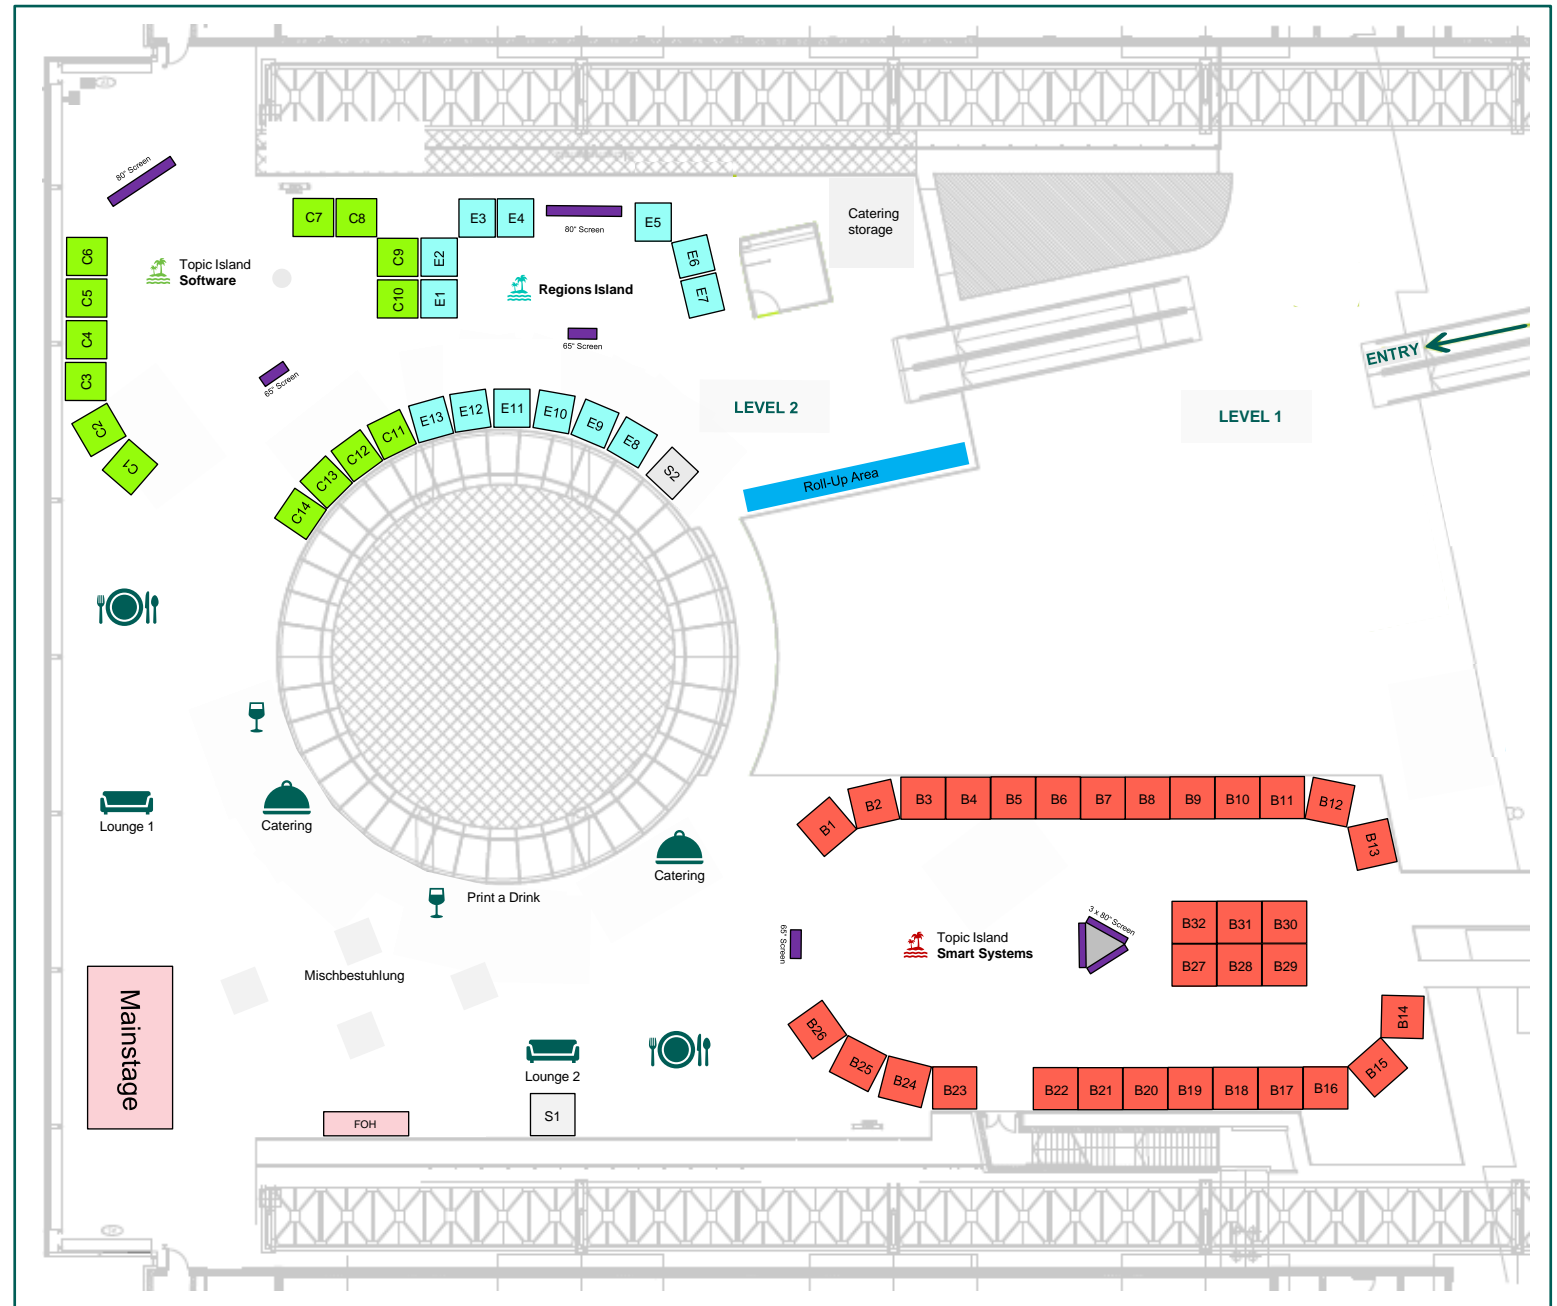 80" Screen
C7
C8
E3
E4
80" Screen
E5
Catering
storage
C6
C5
C4
C3
C2
C1
Topic Island
Software
C9
E2
C10
E1
Regions Island
E6
E7
65" Screen
65" Screen
ENTRY
LEVEL 2
LEVEL 1
C14
C13
C12
C11
E13
E12
E11
E10
E9
E8
S2
Roll-Up Area
Lounge 1
Catering
Catering
Print a Drink
Mischbestuhlung
Mainstage
FOH
Lounge 2
S1
B1
B2
B3
B4
B5
B6
B7
B8
B9
B10
B11
B12
B13
65" Screen
Topic Island
Smart Systems
3 x 80" Screen
B32
B31
B30
B27
B28
B29
B26
B25
B24
B23
B22
B21
B20
B19
B18
B17
B16
B15
B14